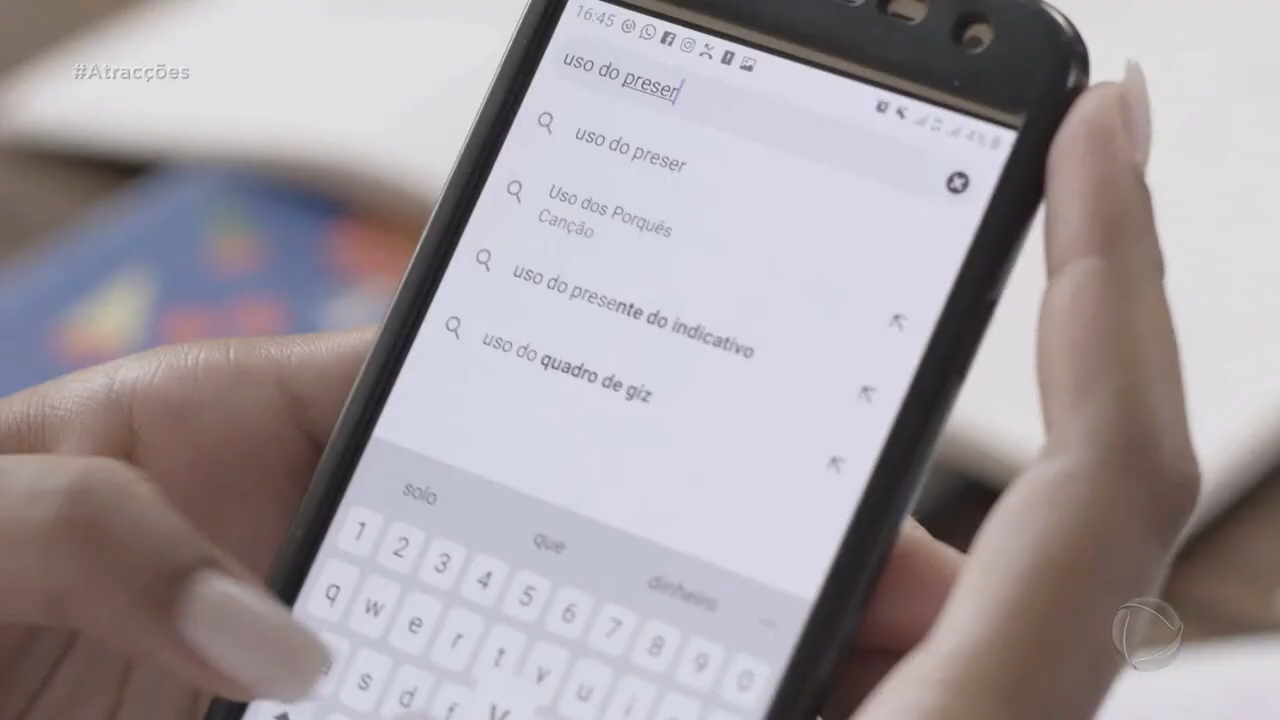 #Atracções
16:45
4%
uso do preser
uso do preser
Uso dos Porquês
Canção
uso do presente do indicativo
uso do quadro de giz
solo
que
dinheiro
1 2 3 4 5 6 7 8 9 0
q w e r t y u i
s d f